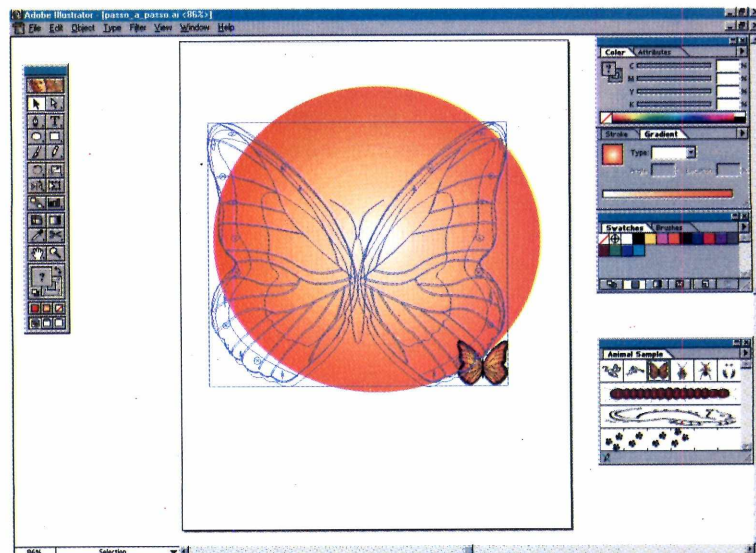 Adobe Illustrator - [passo_a_passo.ai <86%>]
File Edit Object Type Filter View Window Help
Color Attributes
C
M
Y
K
Stroke Gradient
Type:
Swatches Brushes
Animal Sample
86% Selection